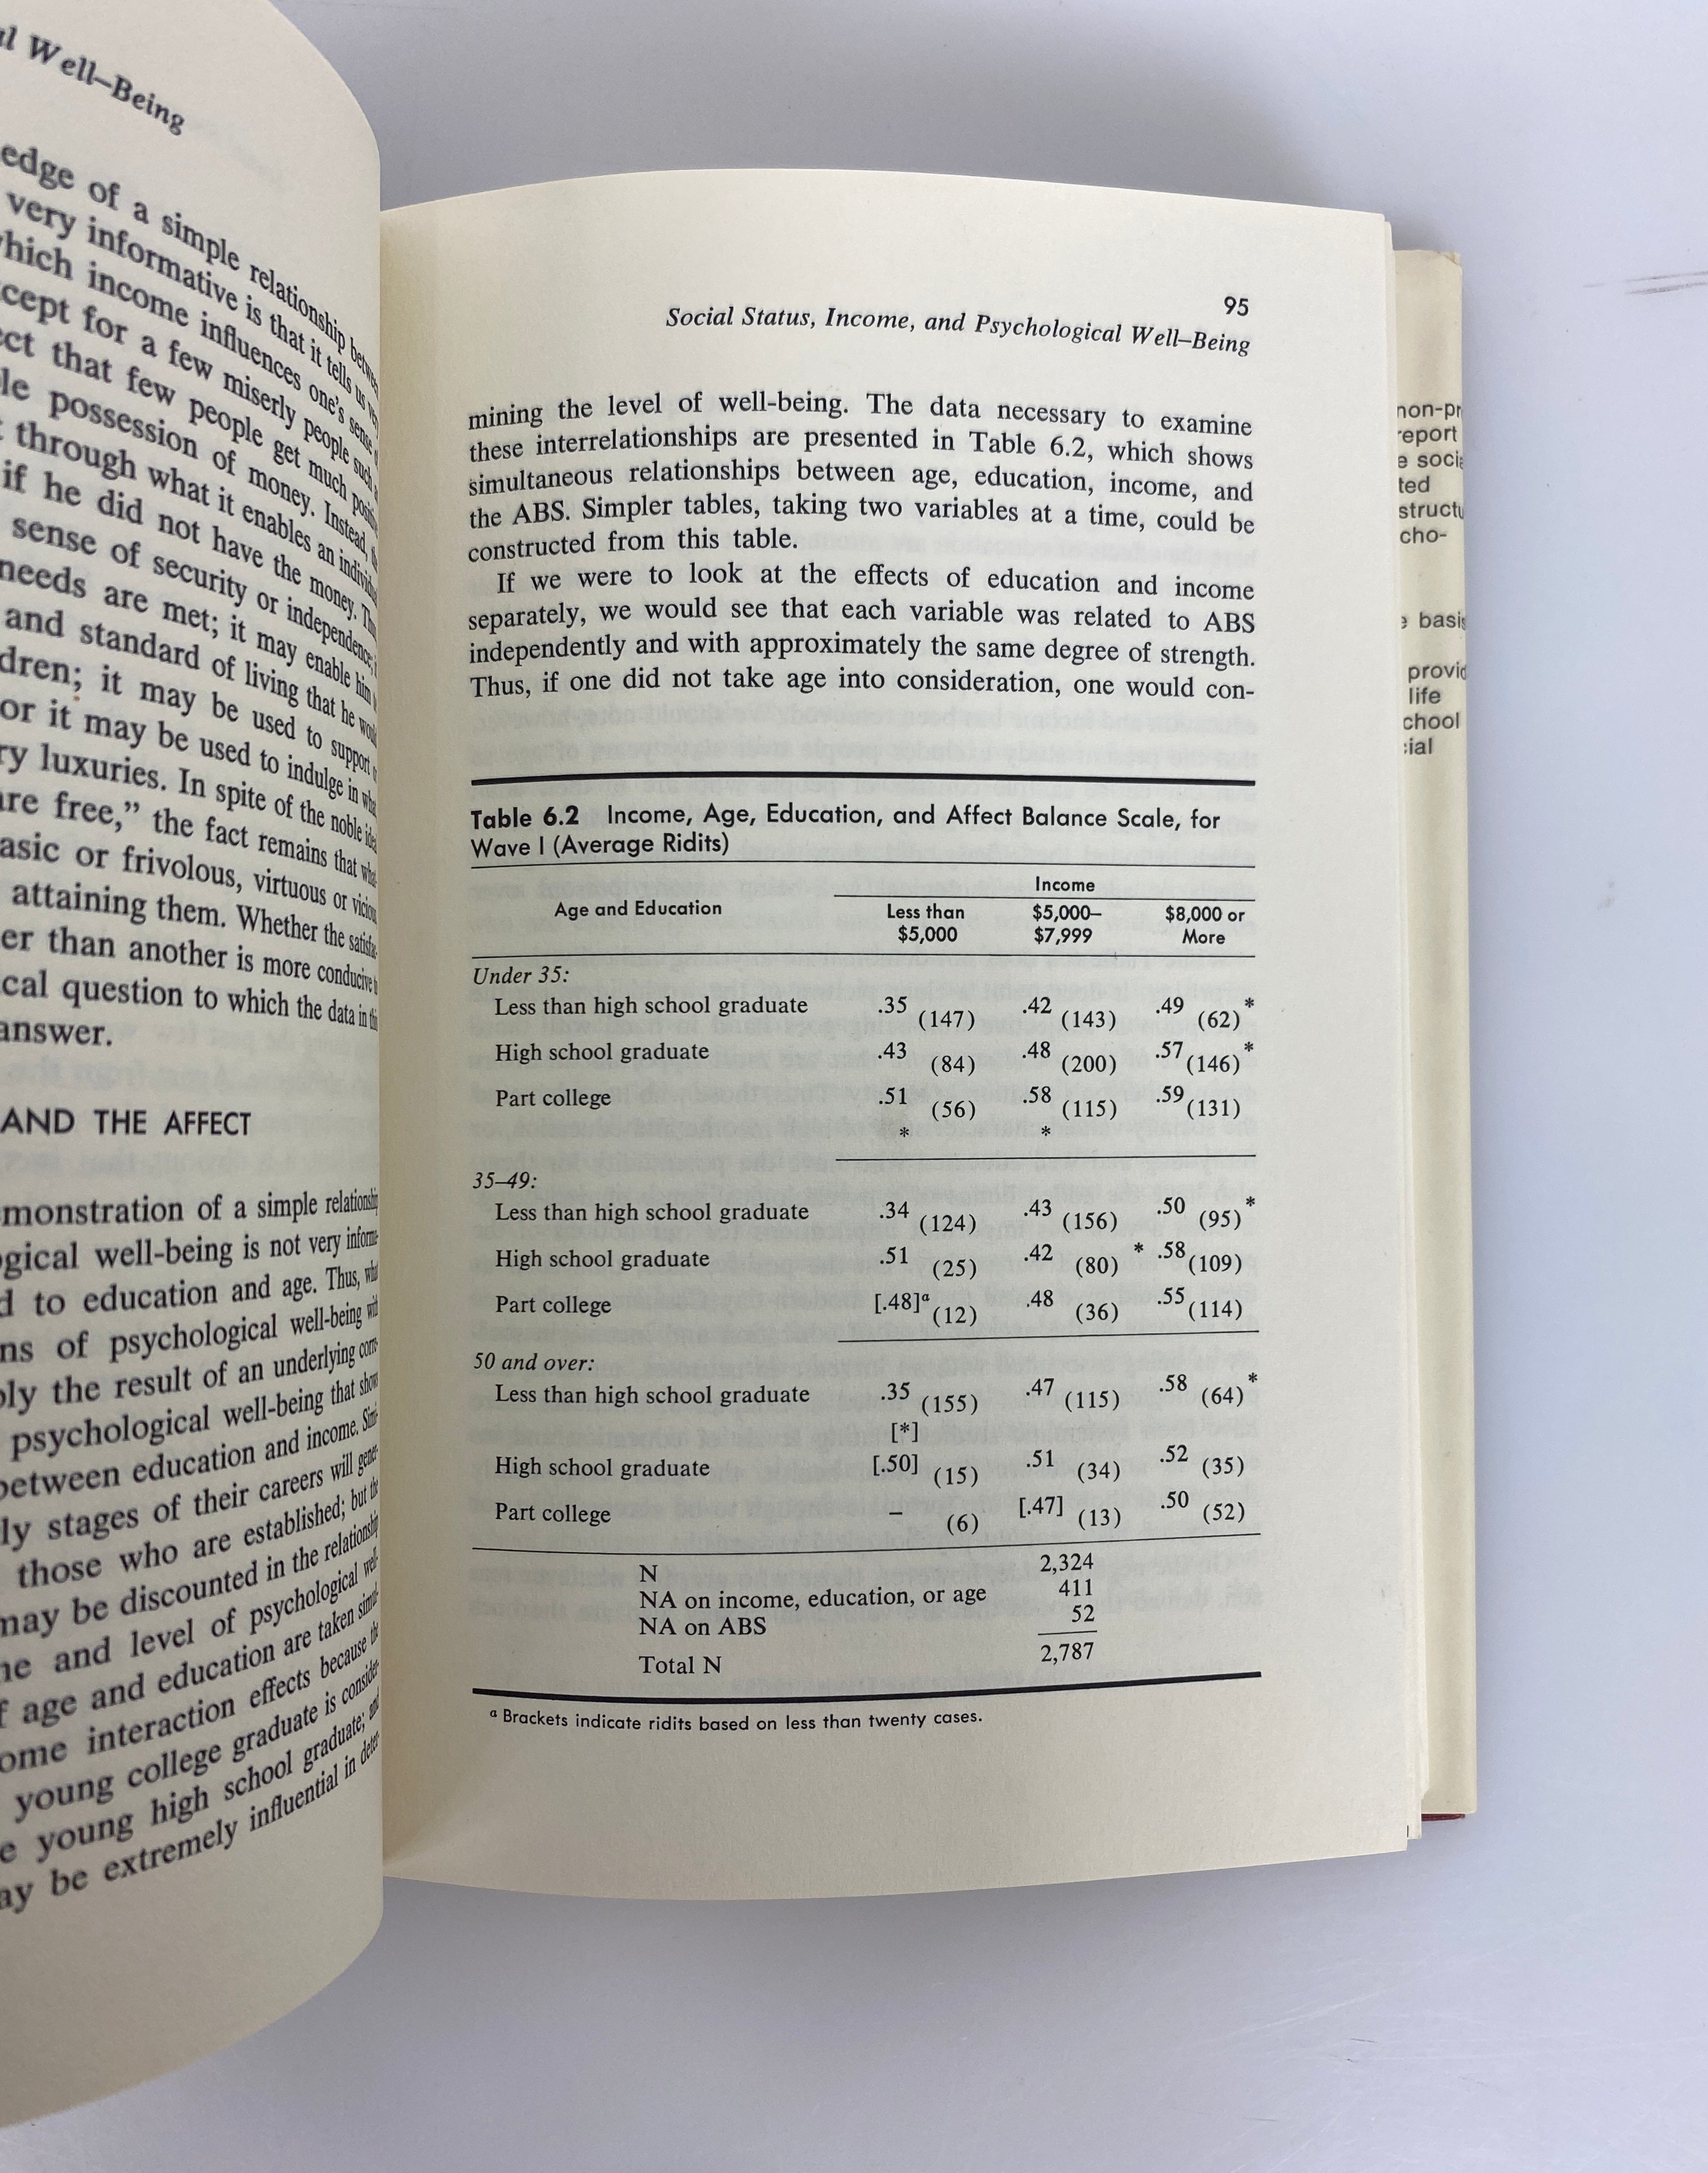 Well–Being
edge of a simple relationship
very informative is that it tells us
which income influences one's sense
for a few miserly people such
that few people get much
possession of money. Instead,
through what it enables an
if he did not have the money.
sense of security or independence;
needs are met; it may enable him
and standard of living that he
it may be used to support
or it may be used to indulge in
luxuries. In spite of the noble
are free,” the fact remains that
or frivolous, virtuous or
attaining them. Whether the
than another is more conducive
question to which the data in
answer.
AND THE AFFECT
of a simple relationship
well-being is not very
to education and age. Thus,
of psychological well-being
the result of an underlying
psychological well-being that
between education and income.
stages of their careers will
those who are established; but the
may be discounted in the relationship
and level of psychological
age and education are taken
interaction effects because
young college graduate is
young high school graduate; and
be extremely influential in deter-
95
Social Status, Income, and Psychological Well–Being
mining the level of well-being. The data necessary to examine
these interrelationships are presented in Table 6.2, which shows
simultaneous relationships between age, education, income, and
the ABS. Simpler tables, taking two variables at a time, could be
constructed from this table.
If we were to look at the effects of education and income
separately, we would see that each variable was related to ABS
independently and with approximately the same degree of strength.
Thus, if one did not take age into consideration, one would con-
Table 6.2 Income, Age, Education, and Affect Balance Scale, for
Wave I (Average Ridits)
Income
Age and Education Less than $5,000– $8,000 or
$5,000 $7,999 More
Under 35:
Less than high school graduate .35 (147) .42 (143) .49 (62)*
High school graduate .43 (84) .48 (200) .57 (146)*
Part college .51 (56) .58 (115) .59 (131)
* *
35–49:
Less than high school graduate .34 (124) .43 (156) .50 (95)*
High school graduate .51 (25) .42 (80) * .58 (109)
Part college [.48]a (12) .48 (36) .55 (114)
50 and over:
Less than high school graduate .35 (155) .47 (115) .58 (64)*
[*]
High school graduate [.50] (15) .51 (34) .52 (35)
Part college – (6) [.47] (13) .50 (52)
N 2,324
NA on income, education, or age 411
NA on ABS 52
Total N 2,787
a Brackets indicate ridits based on less than twenty cases.
report
ted
basis
life